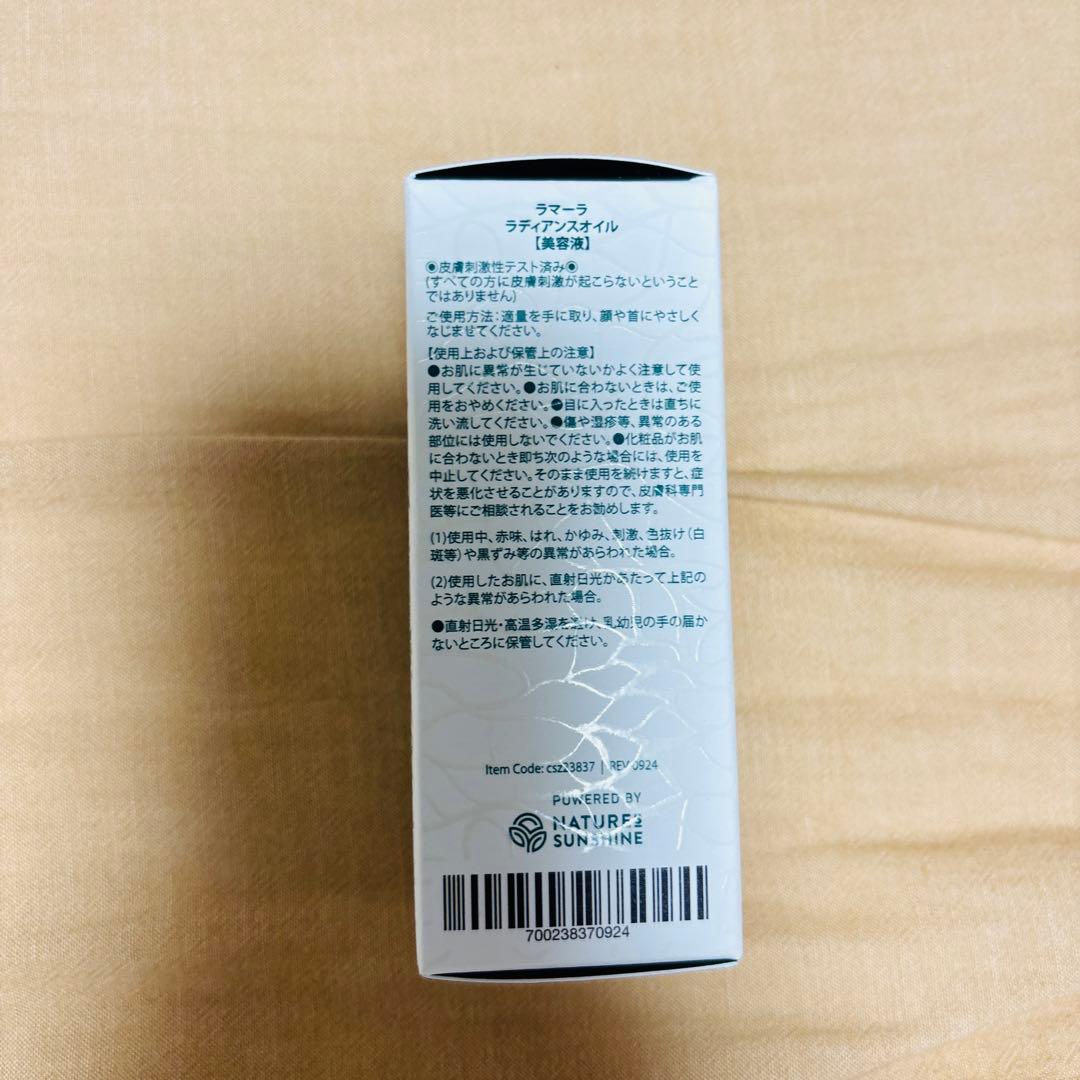 ラマーラ
ラディアンスオイル
【美容液】
◉皮膚刺激性テスト済み◉
(すべての方に皮膚刺激が起こらないということ
ではありません)
ご使用方法：適量を手に取り、顔や首にやさしく
なじませてください。
【使用上および保管上の注意】
●お肌に異常が生じていないかよく注意して使
用してください。●お肌に合わないときは、ご使
用をおやめください。●目に入ったときは直ちに
洗い流してください。●傷や湿疹等、異常のある
部位には使用しないでください。●化粧品がお肌
に合わないとき即ち次のような場合には、使用を
中止してください。そのまま使用を続けますと、症
状を悪化させることがありますので、皮膚科専門
医等にご相談されることをお勧めします。
(1)使用中、赤味、はれ、かゆみ、刺激、色抜け（白
斑等）や黒ずみ等の異常があらわれた場合。
(2)使用したお肌に、直射日光があたって上記の
ような異常があらわれた場合。
●直射日光・高温多湿を避け、乳幼児の手の届か
ないところに保管してください。
Item Code: csz23837 | REV 0924
POWERED BY
NATURE'S
SUNSHINE
700238370924